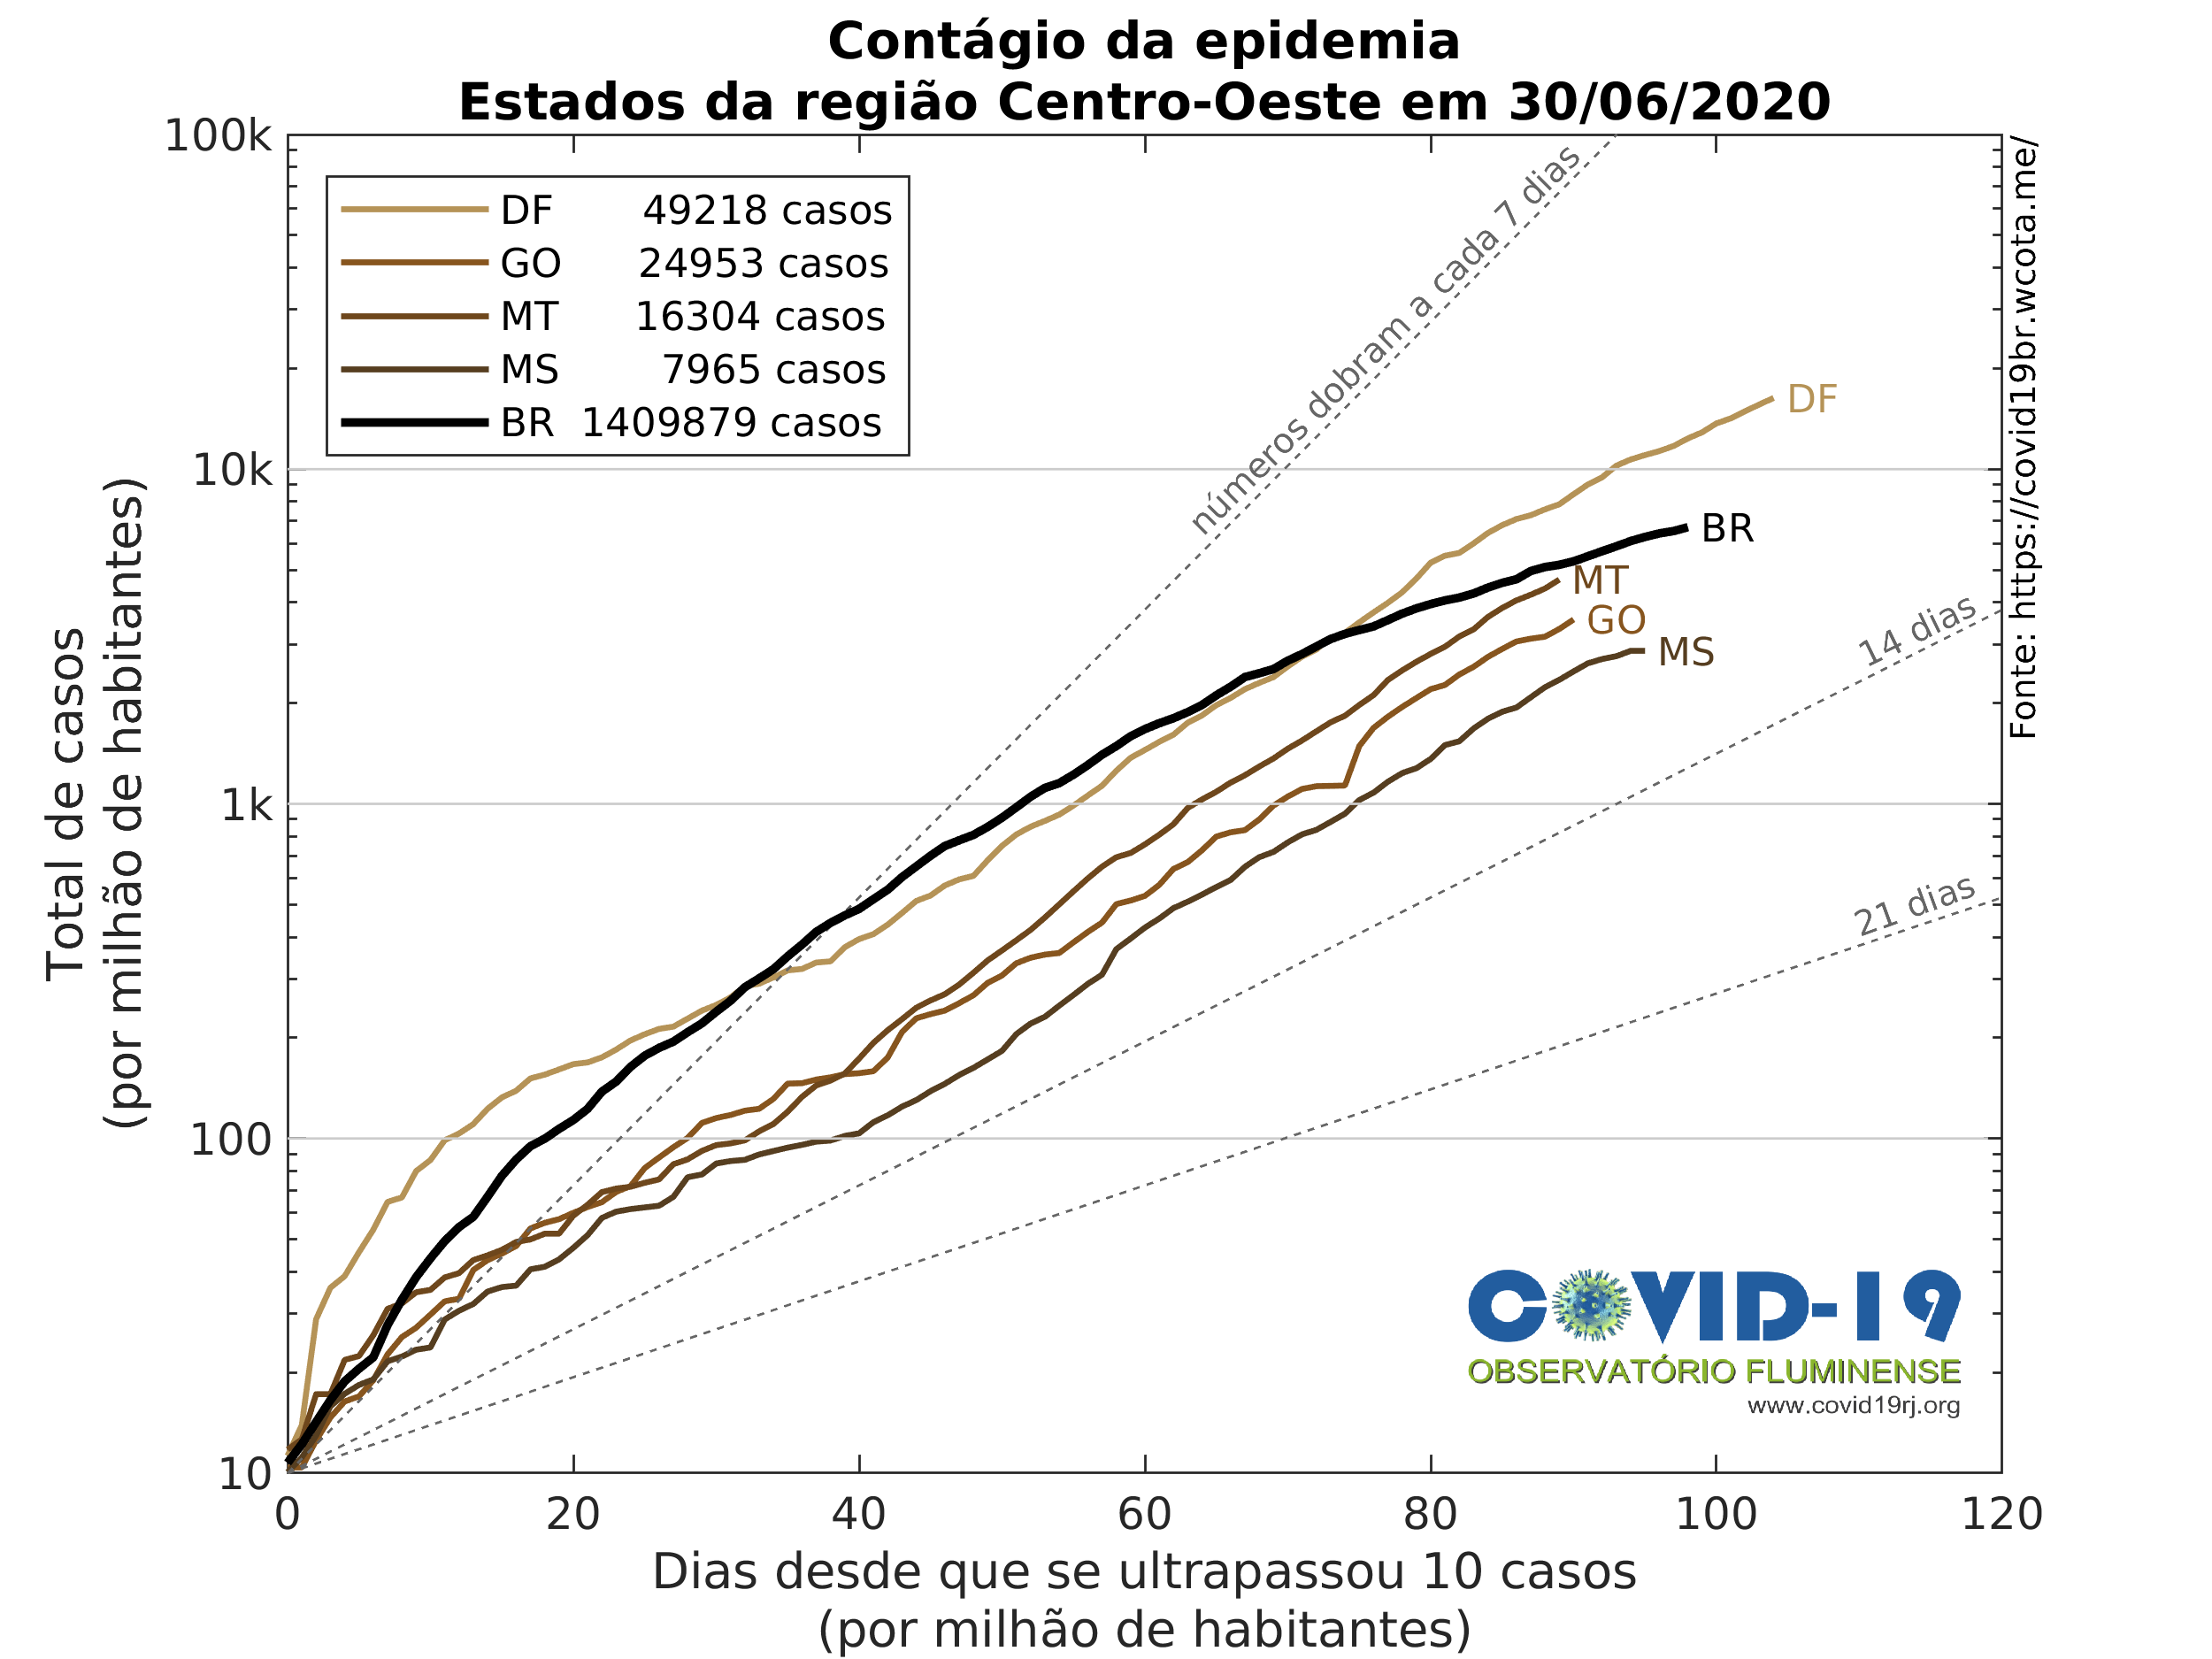 Contágio da epidemia
Estados da região Centro-Oeste em 30/06/2020
100k
10k
1k
100
10
Total de casos
(por milhão de habitantes)
DF 49218 casos
GO 24953 casos
MT 16304 casos
MS 7965 casos
BR 1409879 casos
números dobram a cada 7 dias
14 dias
21 dias
DF
BR
MT
GO
MS
Fonte: https://covid19br.wcota.me/
COVID-19
OBSERVATÓRIO FLUMINENSE
www.covid19rj.org
0 20 40 60 80 100 120
Dias desde que se ultrapassou 10 casos
(por milhão de habitantes)